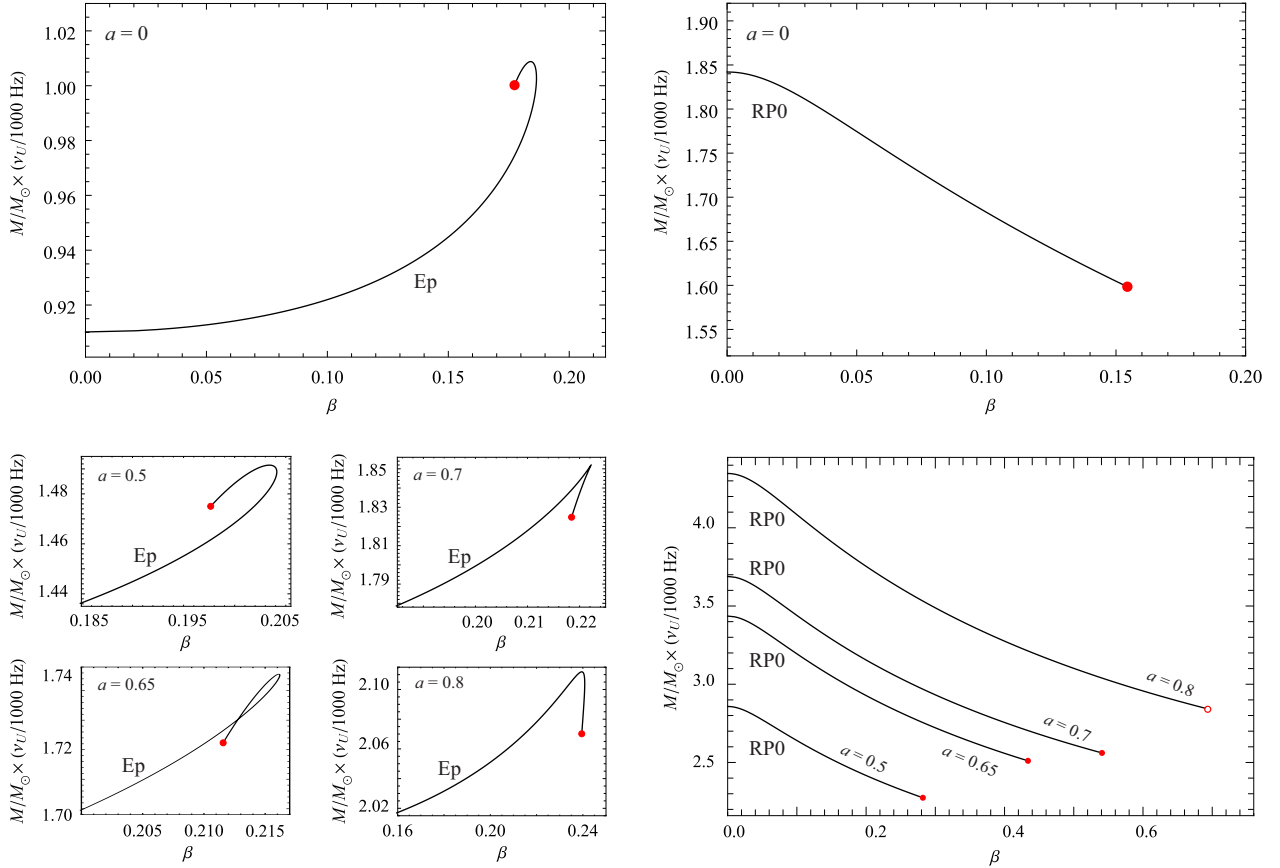 a = 0
1.02
1.00
0.98
0.96
0.94
0.92
M/M⊙× (νU/1000 Hz)
Ep
0.00 0.05 0.10 0.15 0.20
β
a = 0
1.90
1.85
1.80
1.75
1.70
1.65
1.60
1.55
M/M⊙× (νU/1000 Hz)
RP0
0.00 0.05 0.10 0.15 0.20
β
a = 0.5
1.48
1.46
1.44
M/M⊙× (νU/1000 Hz)
Ep
0.185 0.195 0.205
β
a = 0.7
1.85
1.83
1.81
1.79
M/M⊙× (νU/1000 Hz)
Ep
0.20 0.21 0.22
β
a = 0.65
1.74
1.72
1.70
M/M⊙× (νU/1000 Hz)
Ep
0.205 0.211 0.216
β
a = 0.8
2.10
2.06
2.02
M/M⊙× (νU/1000 Hz)
Ep
0.16 0.20 0.24
β
4.0
3.5
3.0
2.5
M/M⊙× (νU/1000 Hz)
RP0
RP0
RP0
RP0
a = 0.8
a = 0.7
a = 0.65
a = 0.5
0.0 0.2 0.4 0.6
β